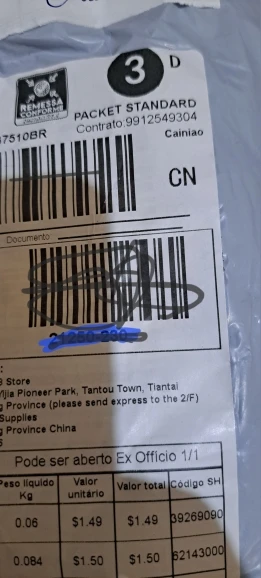 3 D
REMESSA
CONFORME
PACKET STANDARD
Contrato:9912549304
7510BR
Cainiao
CN
Documento
:
Store
Pioneer Park, Tantou Town, Tiantai
g Province (please send express to the 2/F)
Supplies
g Province China
Pode ser aberto Ex Officio 1/1
Peso líquido Kg Valor unitário Valor total Código SH
0.06 $1.49 $1.49 39269090
0.084 $1.50 $1.50 62143000